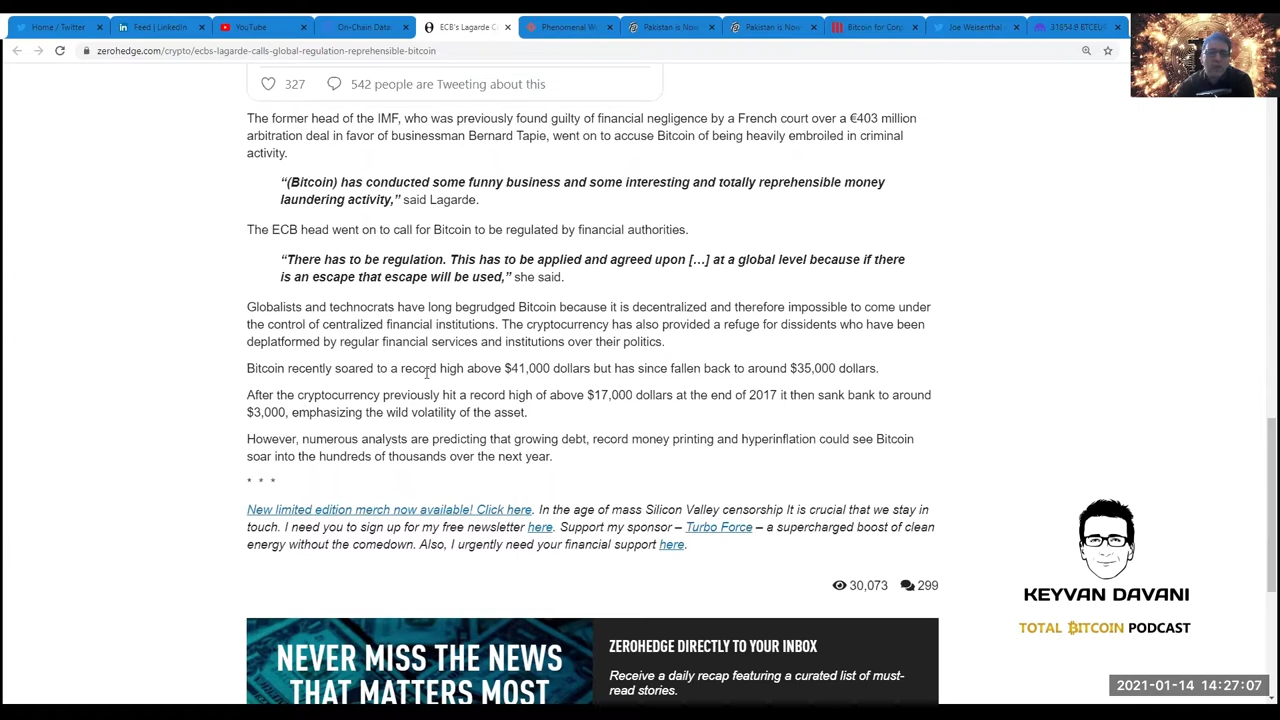 Home / Twitter
Feed | LinkedIn
YouTube
On-Chain Data:
ECB's Lagarde C
Phenomenal W
Pakistan is Now
Pakistan is Now
Bitcoin for Corp
Joe Weisenthal
31854.9 BTCEU
zerohedge.com/crypto/ecbs-lagarde-calls-global-regulation-reprehensible-bitcoin
327
542 people are Tweeting about this
The former head of the IMF, who was previously found guilty of financial negligence by a French court over a €403 million
arbitration deal in favor of businessman Bernard Tapie, went on to accuse Bitcoin of being heavily embroiled in criminal
activity.
“(Bitcoin) has conducted some funny business and some interesting and totally reprehensible money
laundering activity,” said Lagarde.
The ECB head went on to call for Bitcoin to be regulated by financial authorities.
“There has to be regulation. This has to be applied and agreed upon […] at a global level because if there
is an escape that escape will be used,” she said.
Globalists and technocrats have long begrudged Bitcoin because it is decentralized and therefore impossible to come under
the control of centralized financial institutions. The cryptocurrency has also provided a refuge for dissidents who have been
deplatformed by regular financial services and institutions over their politics.
Bitcoin recently soared to a record high above $41,000 dollars but has since fallen back to around $35,000 dollars.
After the cryptocurrency previously hit a record high of above $17,000 dollars at the end of 2017 it then sank bank to around
$3,000, emphasizing the wild volatility of the asset.
However, numerous analysts are predicting that growing debt, record money printing and hyperinflation could see Bitcoin
soar into the hundreds of thousands over the next year.
* * *
New limited edition merch now available! Click here. In the age of mass Silicon Valley censorship It is crucial that we stay in
touch. I need you to sign up for my free newsletter here. Support my sponsor – Turbo Force – a supercharged boost of clean
energy without the comedown. Also, I urgently need your financial support here.
30,073
299
NEVER MISS THE NEWS
THAT MATTERS MOST
ZEROHEDGE DIRECTLY TO YOUR INBOX
Receive a daily recap featuring a curated list of must-
read stories.
KEYVAN DAVANI
TOTAL BITCOIN PODCAST
2021-01-14 14:27:07